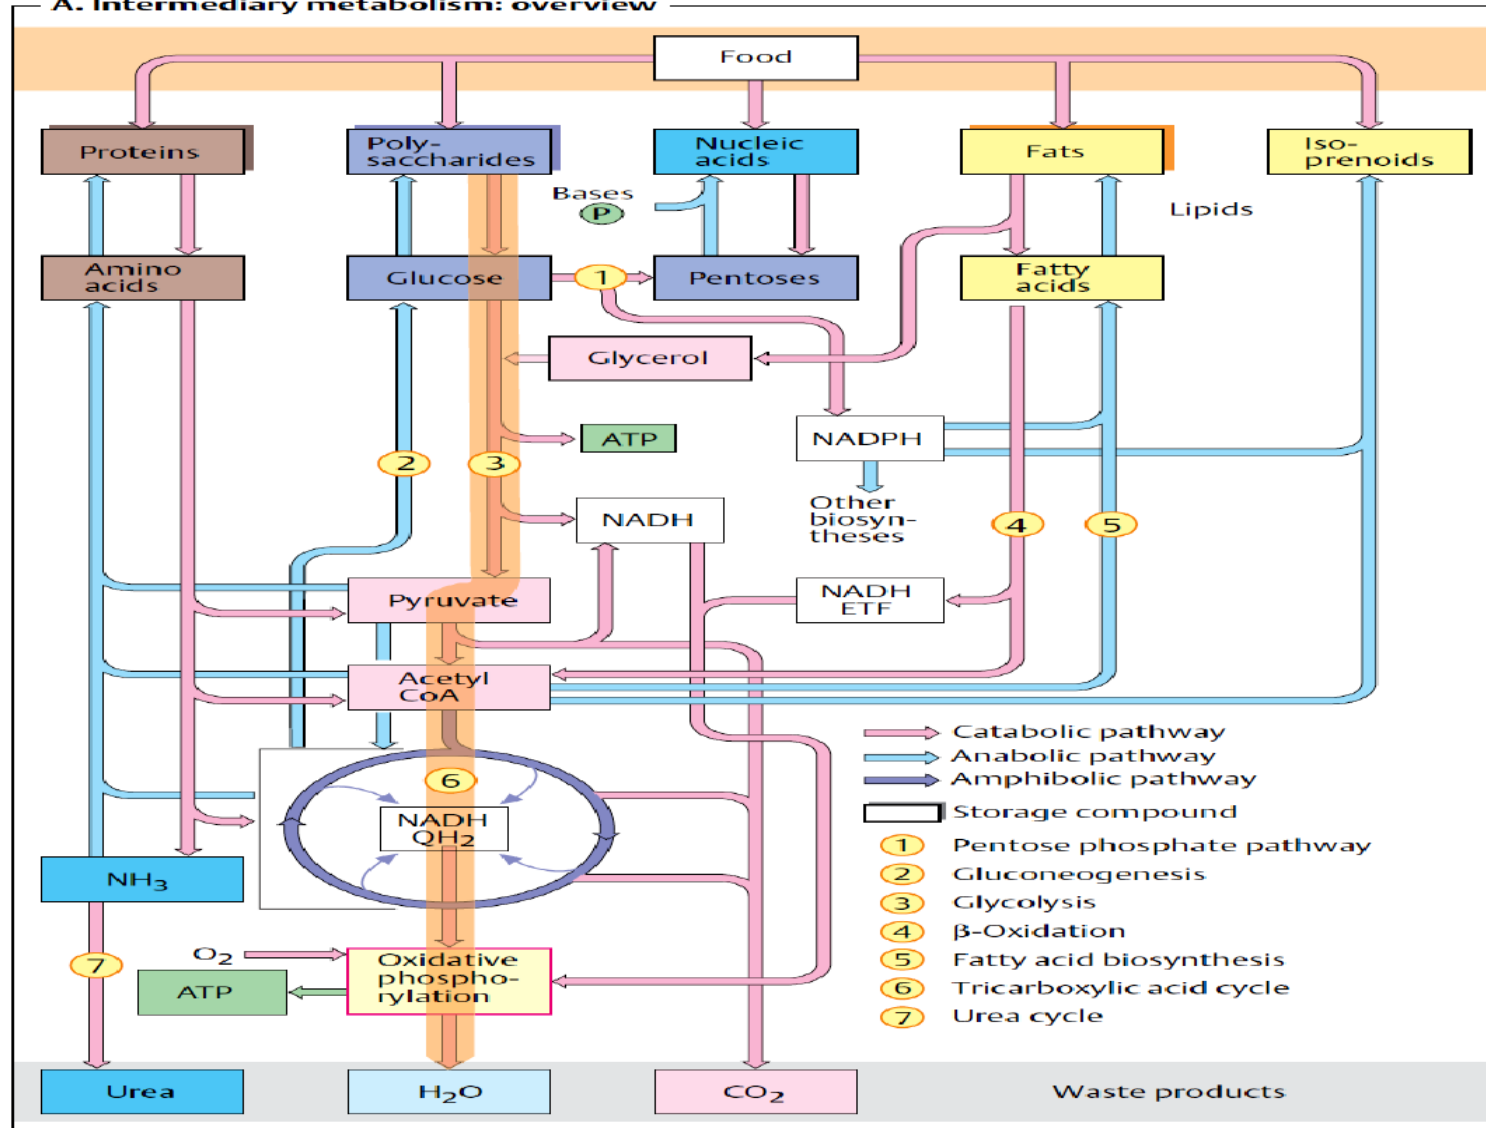 A. Intermediary metabolism: overview
Food
Proteins
Poly-
saccharides
Nucleic
acids
Fats
Iso-
prenoids
Bases
P
Lipids
Amino
acids
Glucose
1
Pentoses
Fatty
acids
Glycerol
ATP
NADPH
2
3
Other
biosyn-
theses
NADH
4
5
Pyruvate
NADH
ETF
Acetyl
CoA
Catabolic pathway
Anabolic pathway
Amphibolic pathway
6
NADH
QH2
Storage compound
1 Pentose phosphate pathway
2 Gluconeogenesis
3 Glycolysis
4 β-Oxidation
5 Fatty acid biosynthesis
6 Tricarboxylic acid cycle
7 Urea cycle
NH3
7
O2
Oxidative
phospho-
rylation
ATP
Urea
H2O
CO2
Waste products